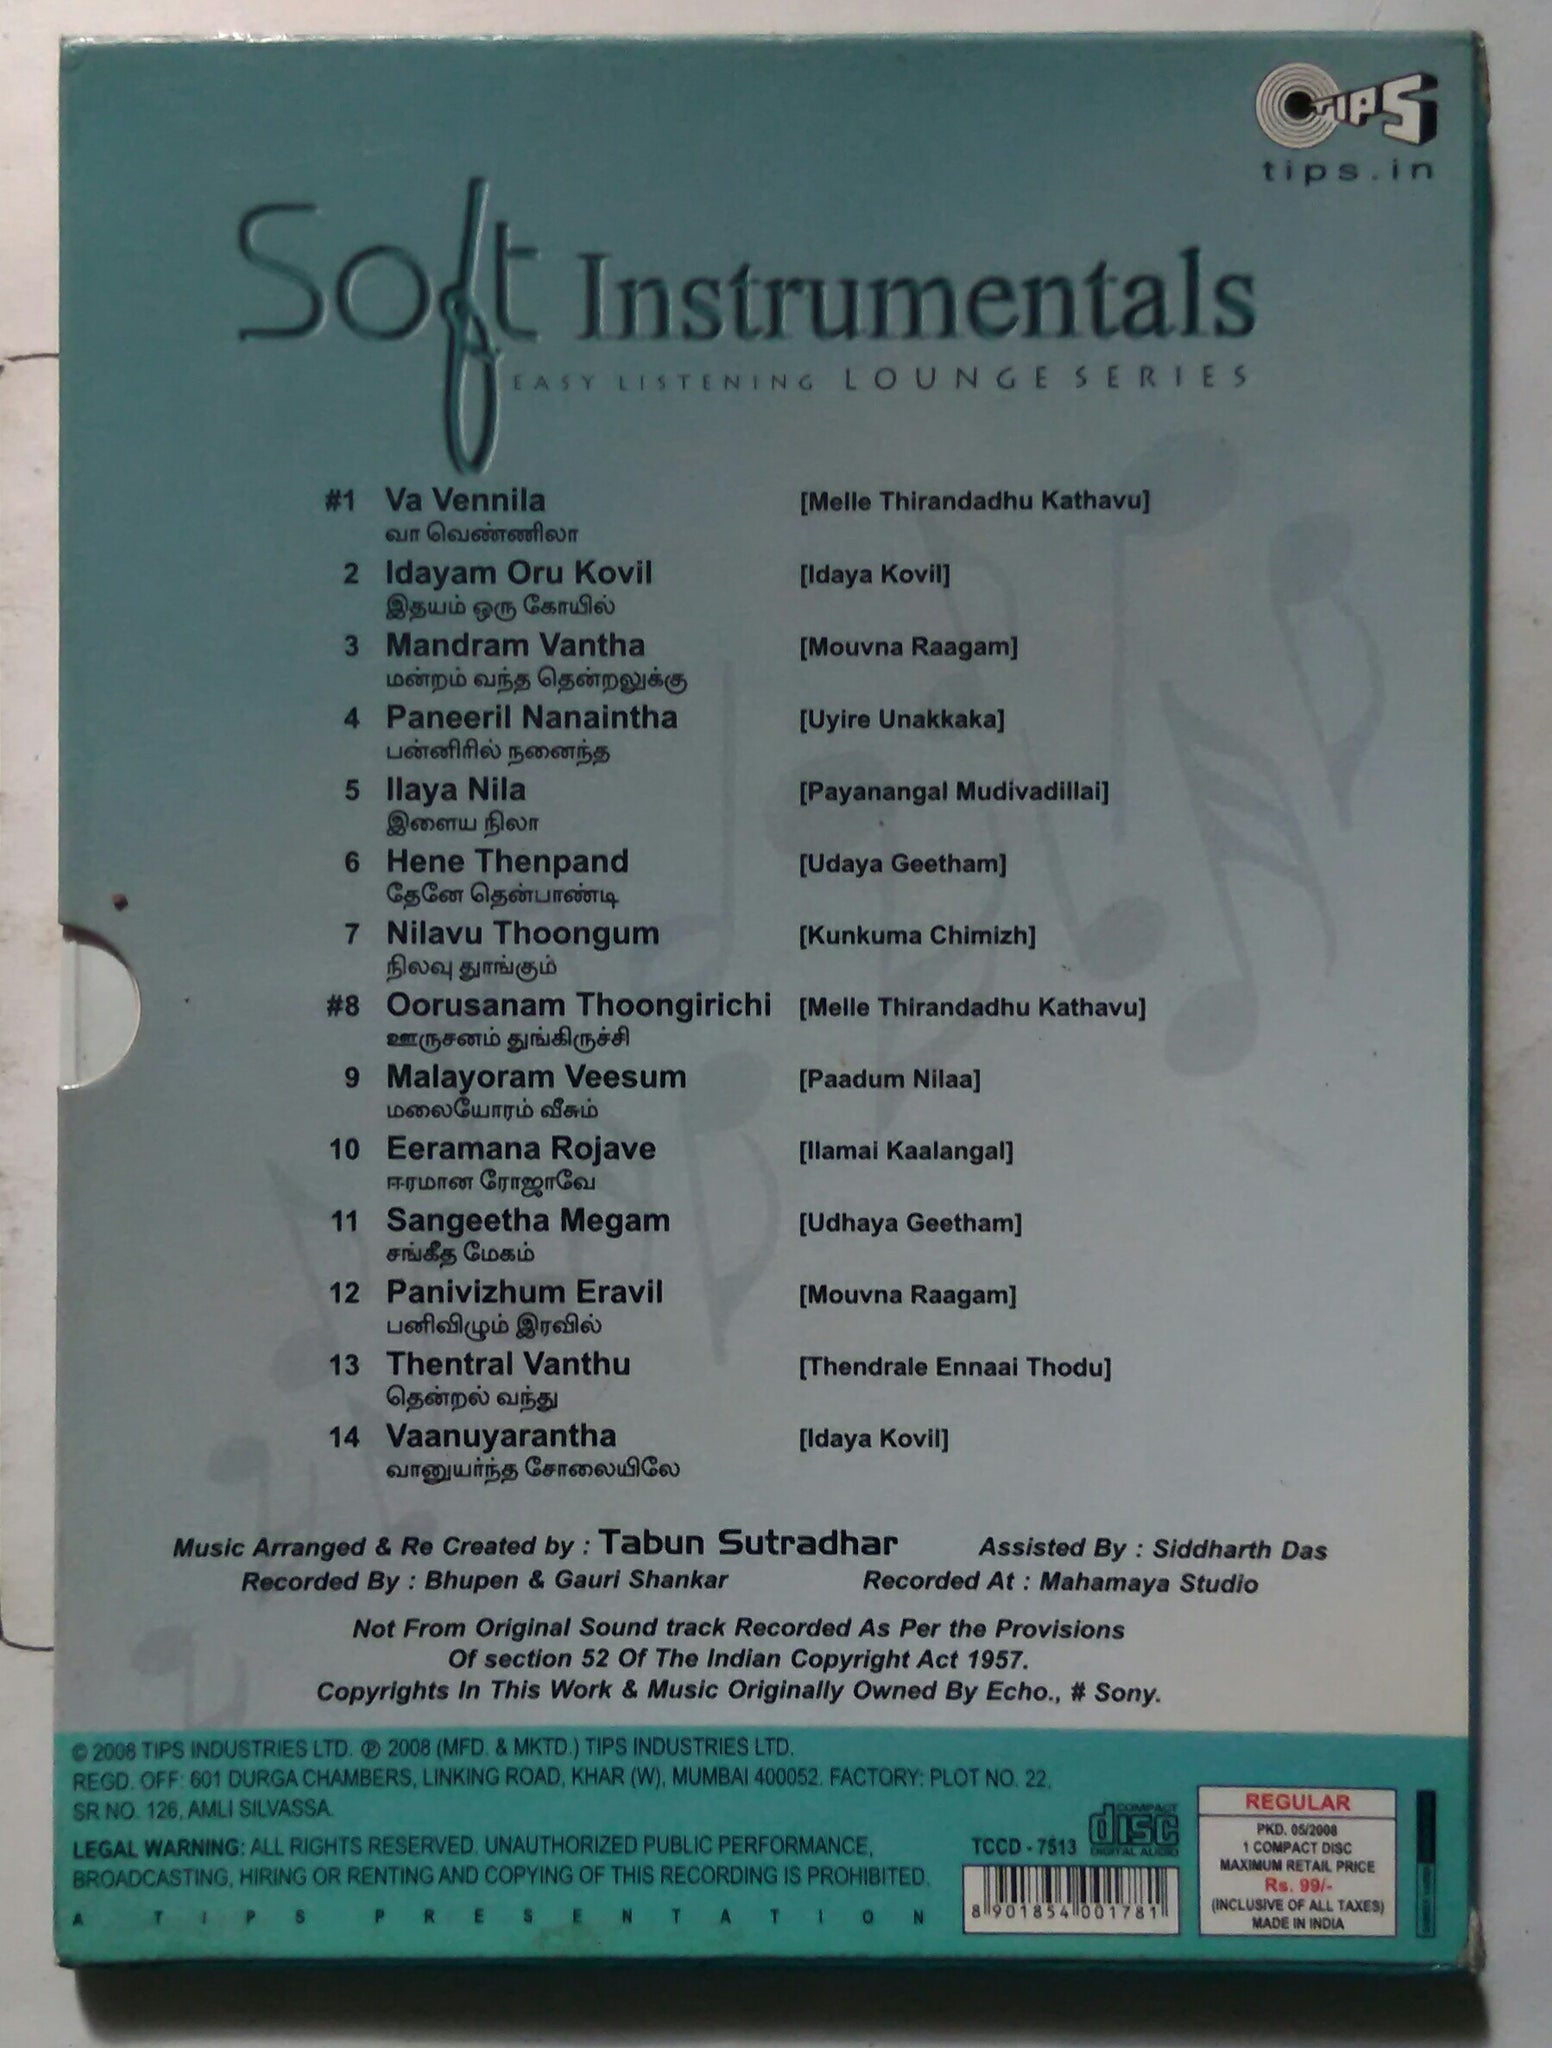 TIPS
tips.in
Soft Instrumentals
EASY LISTENING LOUNGE SERIES
#1 Va Vennila [Melle Thirandadhu Kathavu]
வா வெண்ணிலா
2 Idayam Oru Kovil [Idaya Kovil]
இதயம் ஒரு கோயில்
3 Mandram Vantha [Mouvna Raagam]
மன்றம் வந்த தென்றலுக்கு
4 Paneeril Nanaintha [Uyire Unakkaka]
பன்னிரில் நனைந்த
5 Ilaya Nila [Payanangal Mudivadillai]
இளைய நிலா
6 Hene Thenpand [Udaya Geetham]
தேனே தென்பாண்டி
7 Nilavu Thoongum [Kunkuma Chimizh]
நிலவு தூங்கும்
#8 Oorusanam Thoongirichi [Melle Thirandadhu Kathavu]
ஊருசனம் துங்கிருச்சி
9 Malayoram Veesum [Paadum Nilaa]
மலையோரம் வீசும்
10 Eeramana Rojave [Ilamai Kaalangal]
ஈரமான ரோஜாவே
11 Sangeetha Megam [Udhaya Geetham]
சங்கீத மேகம்
12 Panivizhum Eravil [Mouvna Raagam]
பனிவிழும் இரவில்
13 Thentral Vanthu [Thendrale Ennaai Thodu]
தென்றல் வந்து
14 Vaanuyarantha [Idaya Kovil]
வானுயர்ந்த சோலையிலே
Music Arranged & Re Created by : Tabun Sutradhar Assisted By : Siddharth Das
Recorded By : Bhupen & Gauri Shankar Recorded At : Mahamaya Studio
Not From Original Sound track Recorded As Per the Provisions
Of section 52 Of The Indian Copyright Act 1957.
Copyrights In This Work & Music Originally Owned By Echo., # Sony.
© 2008 TIPS INDUSTRIES LTD. ℗ 2008 (MFD. & MKTD.) TIPS INDUSTRIES LTD.
REGD. OFF: 601 DURGA CHAMBERS, LINKING ROAD, KHAR (W), MUMBAI 400052. FACTORY: PLOT NO. 22,
SR NO. 126, AMLI SILVASSA.
LEGAL WARNING: ALL RIGHTS RESERVED. UNAUTHORIZED PUBLIC PERFORMANCE,
BROADCASTING, HIRING OR RENTING AND COPYING OF THIS RECORDING IS PROHIBITED.
A TIPS PRESENTATION
TCCD - 7513
COMPACT
disc
DIGITAL AUDIO
8 901854 001781
REGULAR
PKD. 05/2008
1 COMPACT DISC
MAXIMUM RETAIL PRICE
Rs. 99/-
(INCLUSIVE OF ALL TAXES)
MADE IN INDIA